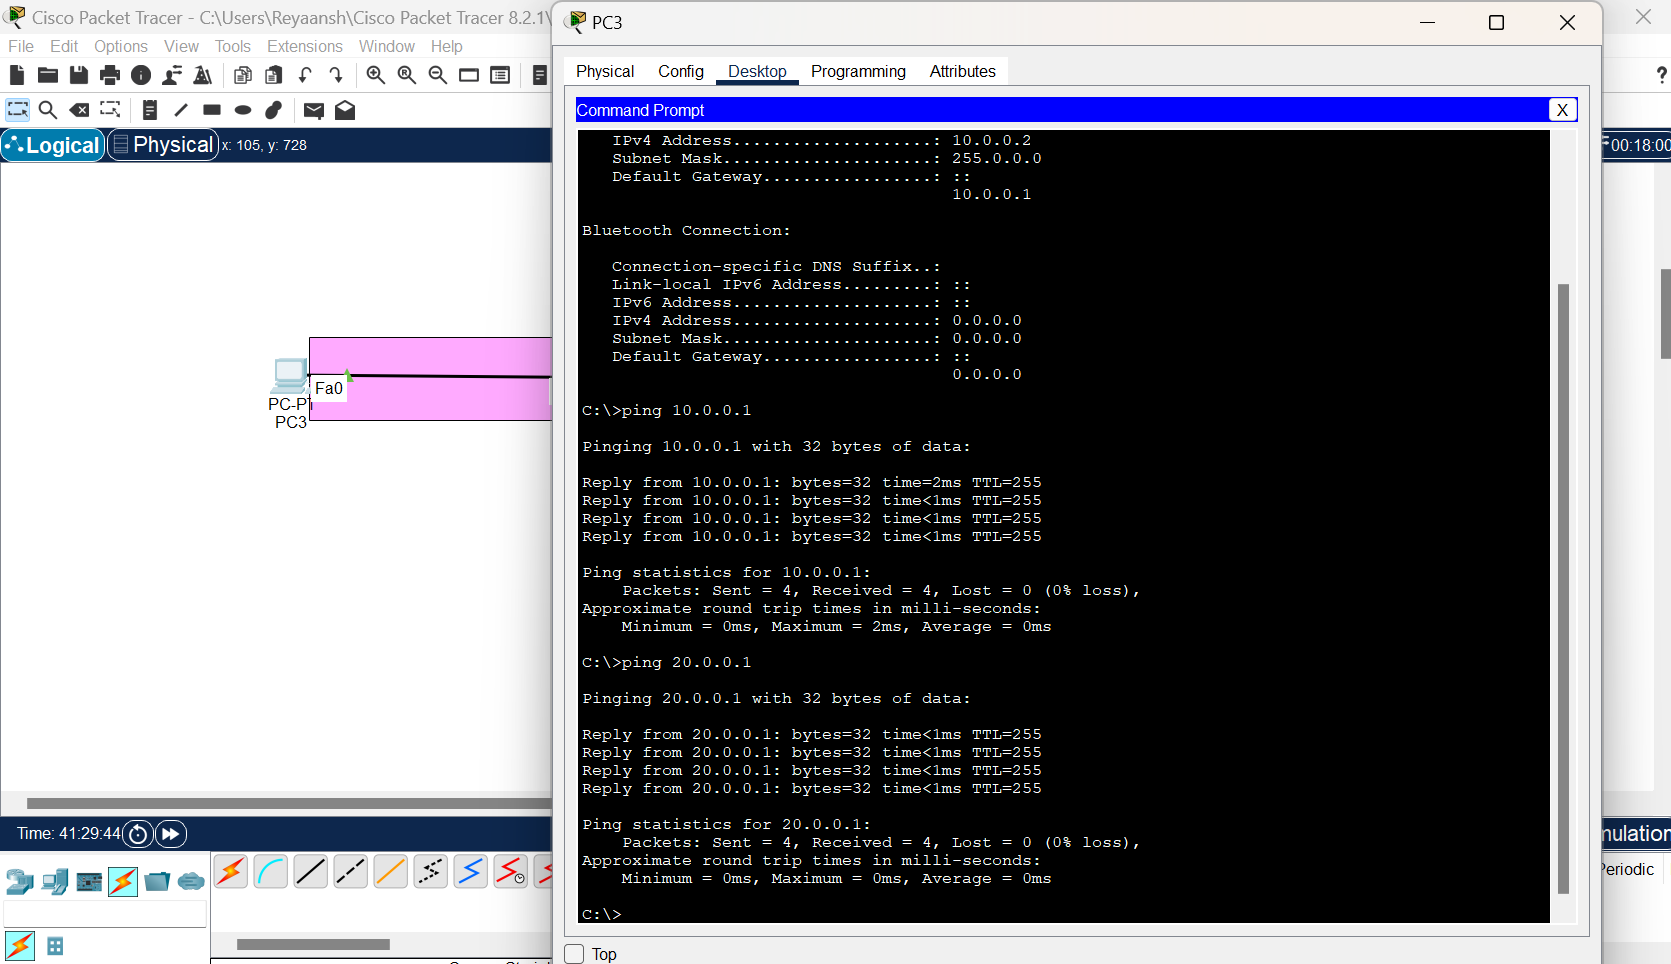 Cisco Packet Tracer - C:\Users\Reyaansh\Cisco Packet Tracer 8.2.1\
File Edit Options View Tools Extensions Window Help
Logical Physical x: 105, y: 728
Fa0
PC3
Time: 41:29:44
PC3
Physical Config Desktop Programming Attributes
Command Prompt X
IPv4 Address....................: 10.0.0.2
Subnet Mask.....................: 255.0.0.0
Default Gateway.................: ::
10.0.0.1
Bluetooth Connection:
Connection-specific DNS Suffix..:
Link-local IPv6 Address.........: ::
IPv6 Address....................: ::
IPv4 Address....................: 0.0.0.0
Subnet Mask.....................: 0.0.0.0
Default Gateway.................: ::
0.0.0.0
C:\>ping 10.0.0.1
Pinging 10.0.0.1 with 32 bytes of data:
Reply from 10.0.0.1: bytes=32 time=2ms TTL=255
Reply from 10.0.0.1: bytes=32 time<1ms TTL=255
Reply from 10.0.0.1: bytes=32 time<1ms TTL=255
Reply from 10.0.0.1: bytes=32 time<1ms TTL=255
Ping statistics for 10.0.0.1:
Packets: Sent = 4, Received = 4, Lost = 0 (0% loss),
Approximate round trip times in milli-seconds:
Minimum = 0ms, Maximum = 2ms, Average = 0ms
C:\>ping 20.0.0.1
Pinging 20.0.0.1 with 32 bytes of data:
Reply from 20.0.0.1: bytes=32 time<1ms TTL=255
Reply from 20.0.0.1: bytes=32 time<1ms TTL=255
Reply from 20.0.0.1: bytes=32 time<1ms TTL=255
Reply from 20.0.0.1: bytes=32 time<1ms TTL=255
Ping statistics for 20.0.0.1:
Packets: Sent = 4, Received = 4, Lost = 0 (0% loss),
Approximate round trip times in milli-seconds:
Minimum = 0ms, Maximum = 0ms, Average = 0ms
C:\>
Top
?
00:18:00
Periodic